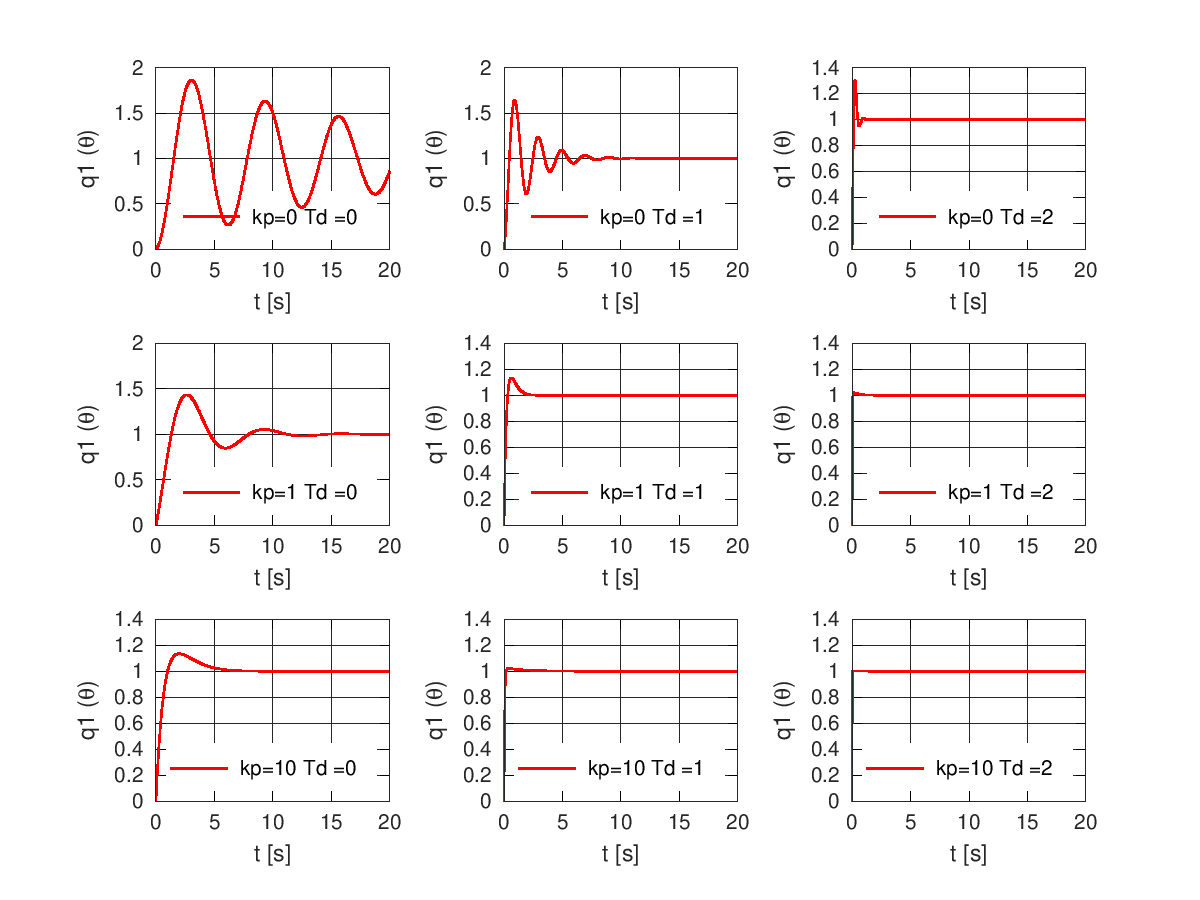 2
1.5
1
0.5
0
q1 (θ)
kp=0 Td =0
0 5 10 15 20
t [s]
2
1.5
1
0.5
0
q1 (θ)
kp=0 Td =1
0 5 10 15 20
t [s]
1.4
1.2
1
0.8
0.6
0.4
0.2
0
q1 (θ)
kp=0 Td =2
0 5 10 15 20
t [s]
2
1.5
1
0.5
0
q1 (θ)
kp=1 Td =0
0 5 10 15 20
t [s]
1.4
1.2
1
0.8
0.6
0.4
0.2
0
q1 (θ)
kp=1 Td =1
0 5 10 15 20
t [s]
1.4
1.2
1
0.8
0.6
0.4
0.2
0
q1 (θ)
kp=1 Td =2
0 5 10 15 20
t [s]
1.4
1.2
1
0.8
0.6
0.4
0.2
0
q1 (θ)
kp=10 Td =0
0 5 10 15 20
t [s]
1.4
1.2
1
0.8
0.6
0.4
0.2
0
q1 (θ)
kp=10 Td =1
0 5 10 15 20
t [s]
1.4
1.2
1
0.8
0.6
0.4
0.2
0
q1 (θ)
kp=10 Td =2
0 5 10 15 20
t [s]